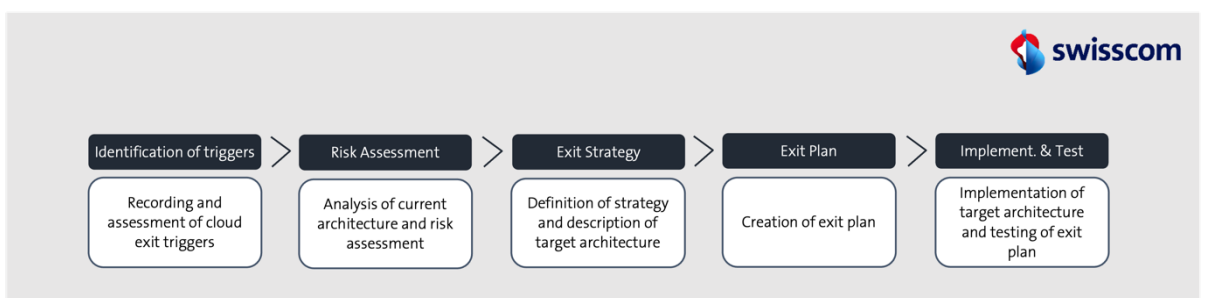 swisscom
Identification of triggers
Risk Assessment
Exit Strategy
Exit Plan
Implement. & Test
Recording and
assessment of cloud
exit triggers
Analysis of current
architecture and risk
assessment
Definition of strategy
and description of
target architecture
Creation of exit plan
Implementation of
target architecture
and testing of exit
plan